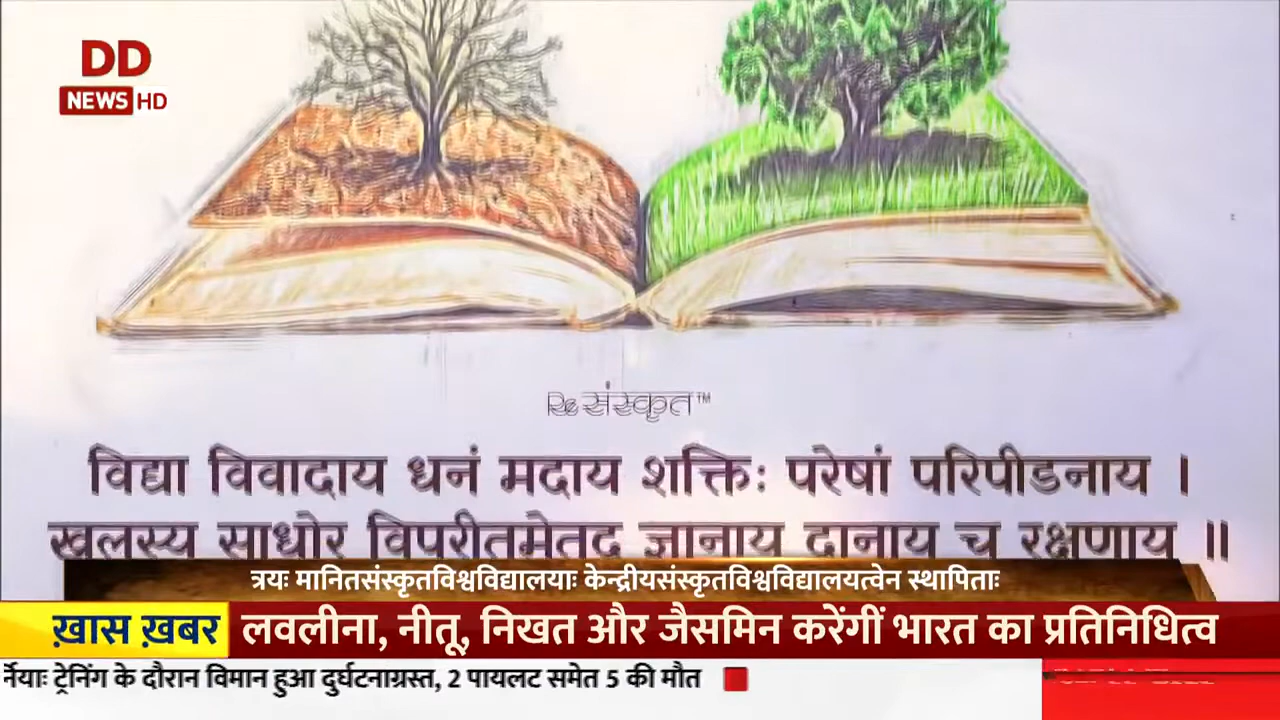 DD
NEWS HD
Reसंस्कृत™
विद्या विवादाय धनं मदाय शक्तिः परेषां परिपीडनाय ।
खलस्य साधोर विपरीतमेतद ज्ञानाय दानाय च रक्षणाय ॥
त्रयः मानितसंस्कृतविश्वविद्यालयाः केन्द्रीयसंस्कृतविश्वविद्यालयत्वेन स्थापिताः
ख़ास ख़बर लवलीना, नीतू, निखत और जैसमिन करेंगीं भारत का प्रतिनिधित्व
ट्रेनिंग के दौरान विमान हुआ दुर्घटनाग्रस्त, 2 पायलट समेत 5 की मौत